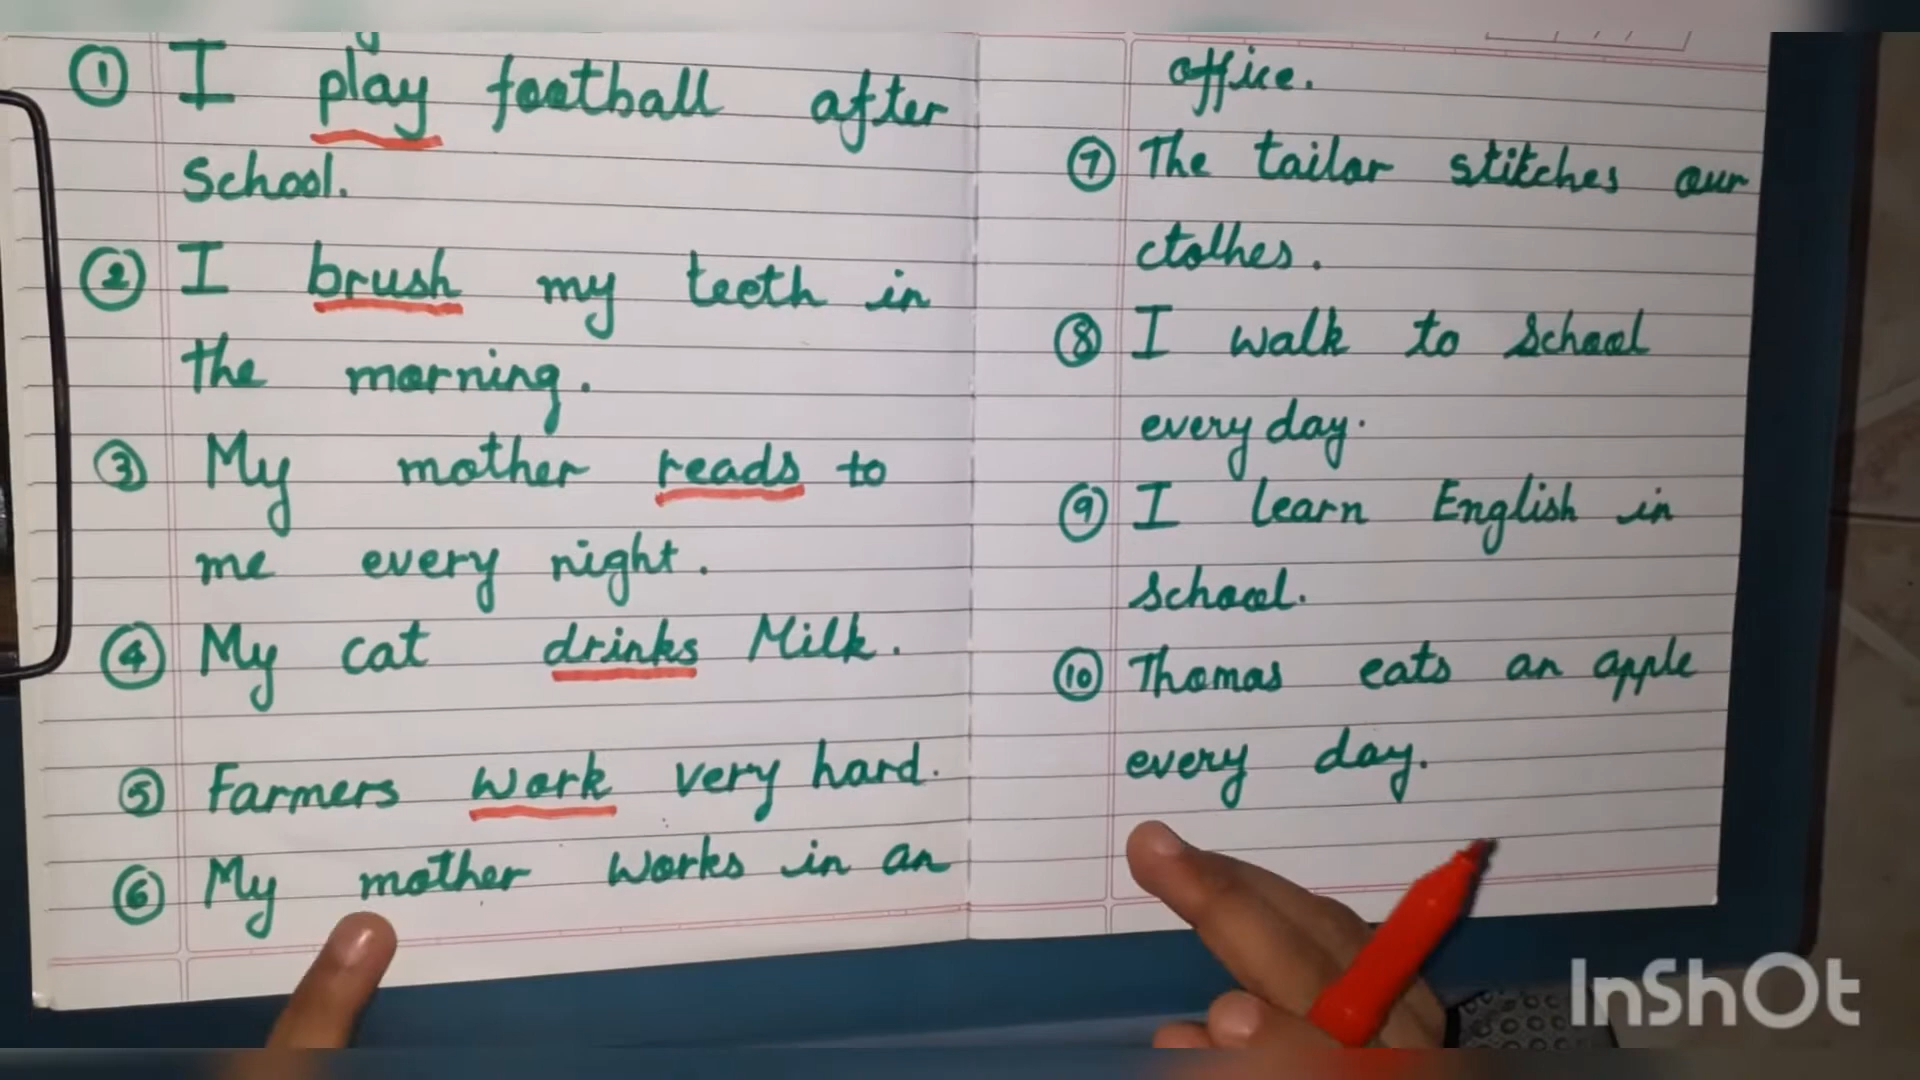 ① I play football after
School.
② I brush my teeth in
the morning.
③ My mother reads to
me every night.
④ My cat drinks Milk.
⑤ Farmers work very hard.
⑥ My mother works in an
office.
⑦ The tailor stitches our
ctolhes.
⑧ I walk to School
every day.
⑨ I learn English in
school.
⑩ Thomas eats an apple
every day.
InShOt